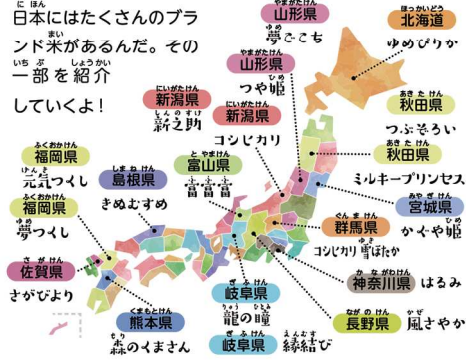 日本にはたくさんのブラ
ンド米があるんだ。その
一部を紹介
していくよ！
山形県
夢ごこち
山形県
つや姫
北海道
ゆめぴりか
新潟県
新之助
新潟県
コシヒカリ
秋田県
つぶぞろい
秋田県
ミルキープリンセス
福岡県
元気つくし
福岡県
夢つくし
島根県
きぬむすめ
富山県
富富富
宮城県
かぐや姫
群馬県
コシヒカリ 雪ほたか
佐賀県
さがびより
岐阜県
龍の瞳
神奈川県
はるみ
熊本県
森のくまさん
岐阜県
縁結び
長野県
風さやか